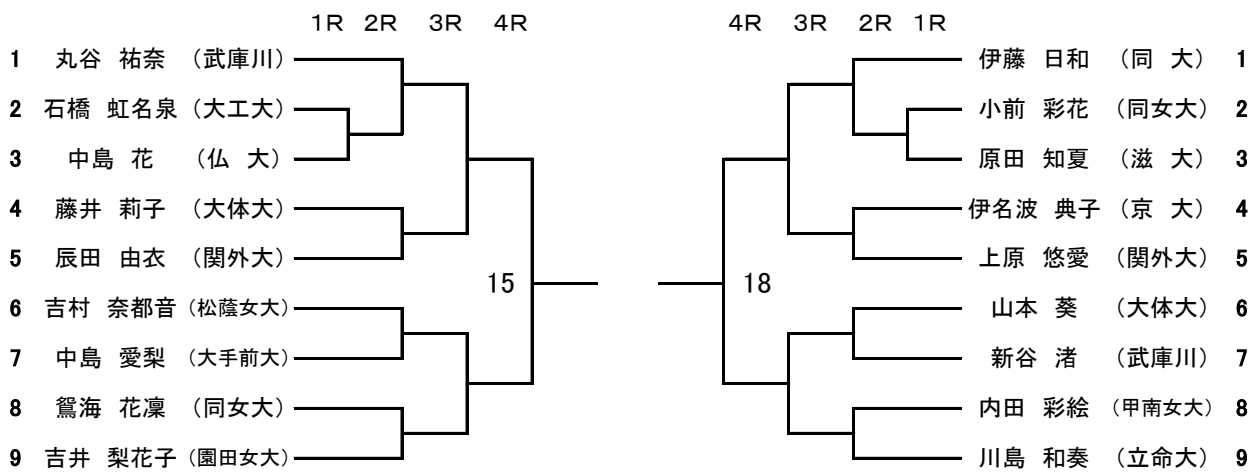 1R 2R 3R 4R 4R 3R 2R 1R
1 丸谷 祐奈 (武庫川) 伊藤 日和 (同 大) 1
2 石橋 虹名泉 (大工大) 小前 彩花 (同女大) 2
3 中島 花 (仏 大) 原田 知夏 (滋 大) 3
4 藤井 莉子 (大体大) 伊名波 典子 (京 大) 4
5 辰田 由衣 (関外大) 上原 悠愛 (関外大) 5
15 18
6 吉村 奈都音 (松蔭女大) 山本 葵 (大体大) 6
7 中島 愛梨 (大手前大) 新谷 渚 (武庫川) 7
8 鴛海 花凜 (同女大) 内田 彩絵 (甲南女大) 8
9 吉井 梨花子 (園田女大) 川島 和奏 (立命大) 9